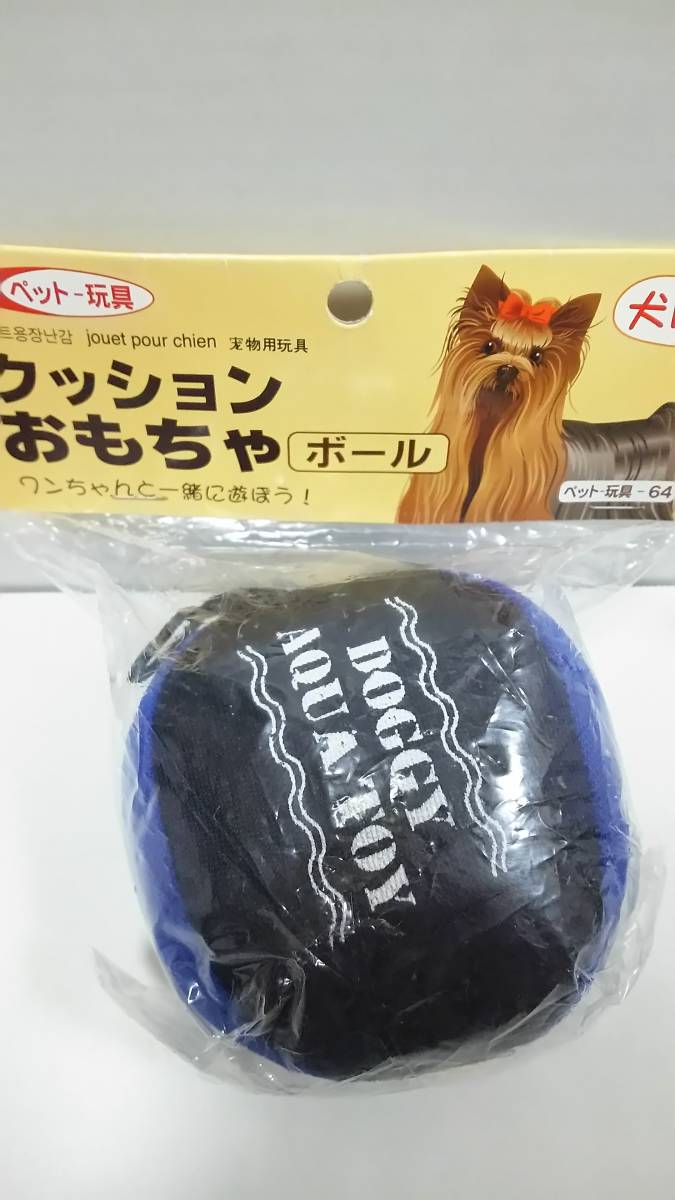 ペット-玩具
犬
트용장난감 jouet pour chien 宠物用玩具
クッション
おもちゃ ボール
ワンちゃんと一緒に遊ぼう!
ペット-玩具-64
DOGGY
AQUA TOY